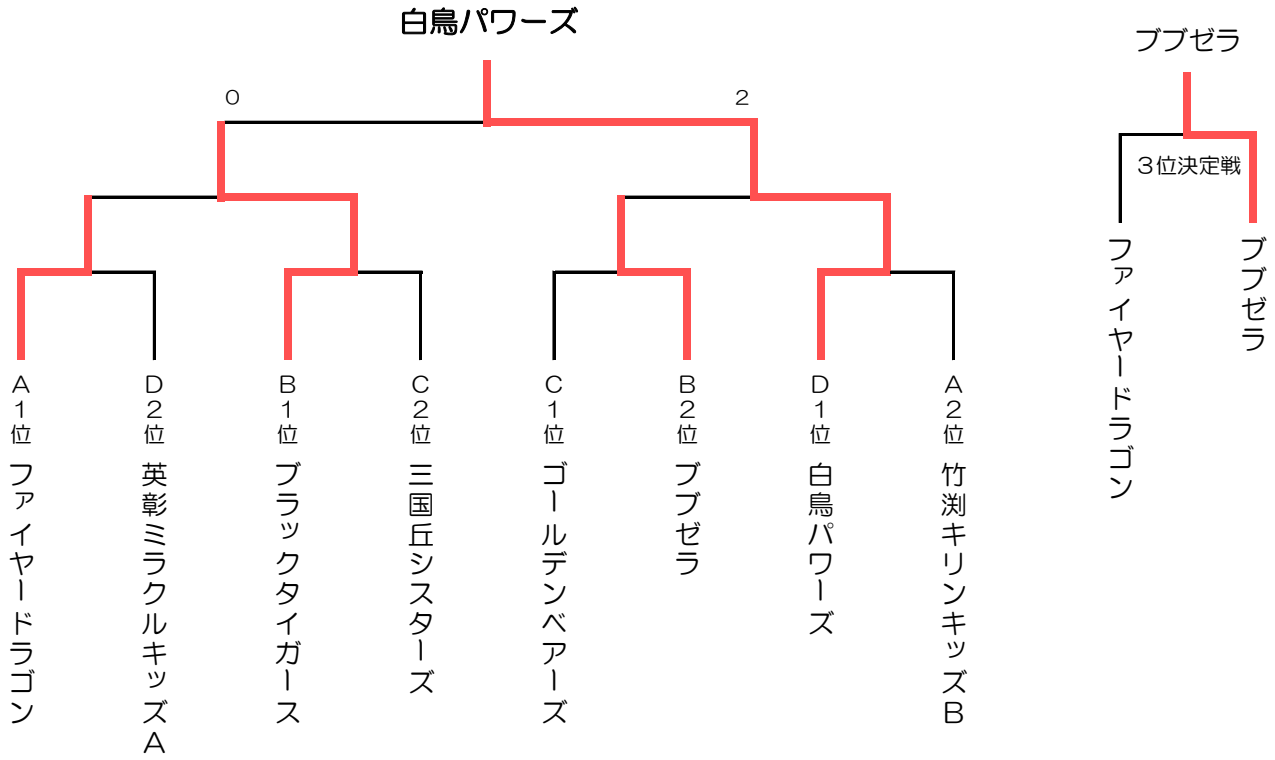 白鳥パワーズ
０
２
A１位 ファイヤードラゴン
D２位 英彰ミラクルキッズA
B１位 ブラックタイガース
C２位 三国丘シスターズ
C１位 ゴールデンベアーズ
B２位 ブブゼラ
D１位 白鳥パワーズ
A２位 竹渕キリンキッズB
ブブゼラ
３位決定戦
ファイヤードラゴン
ブブゼラ